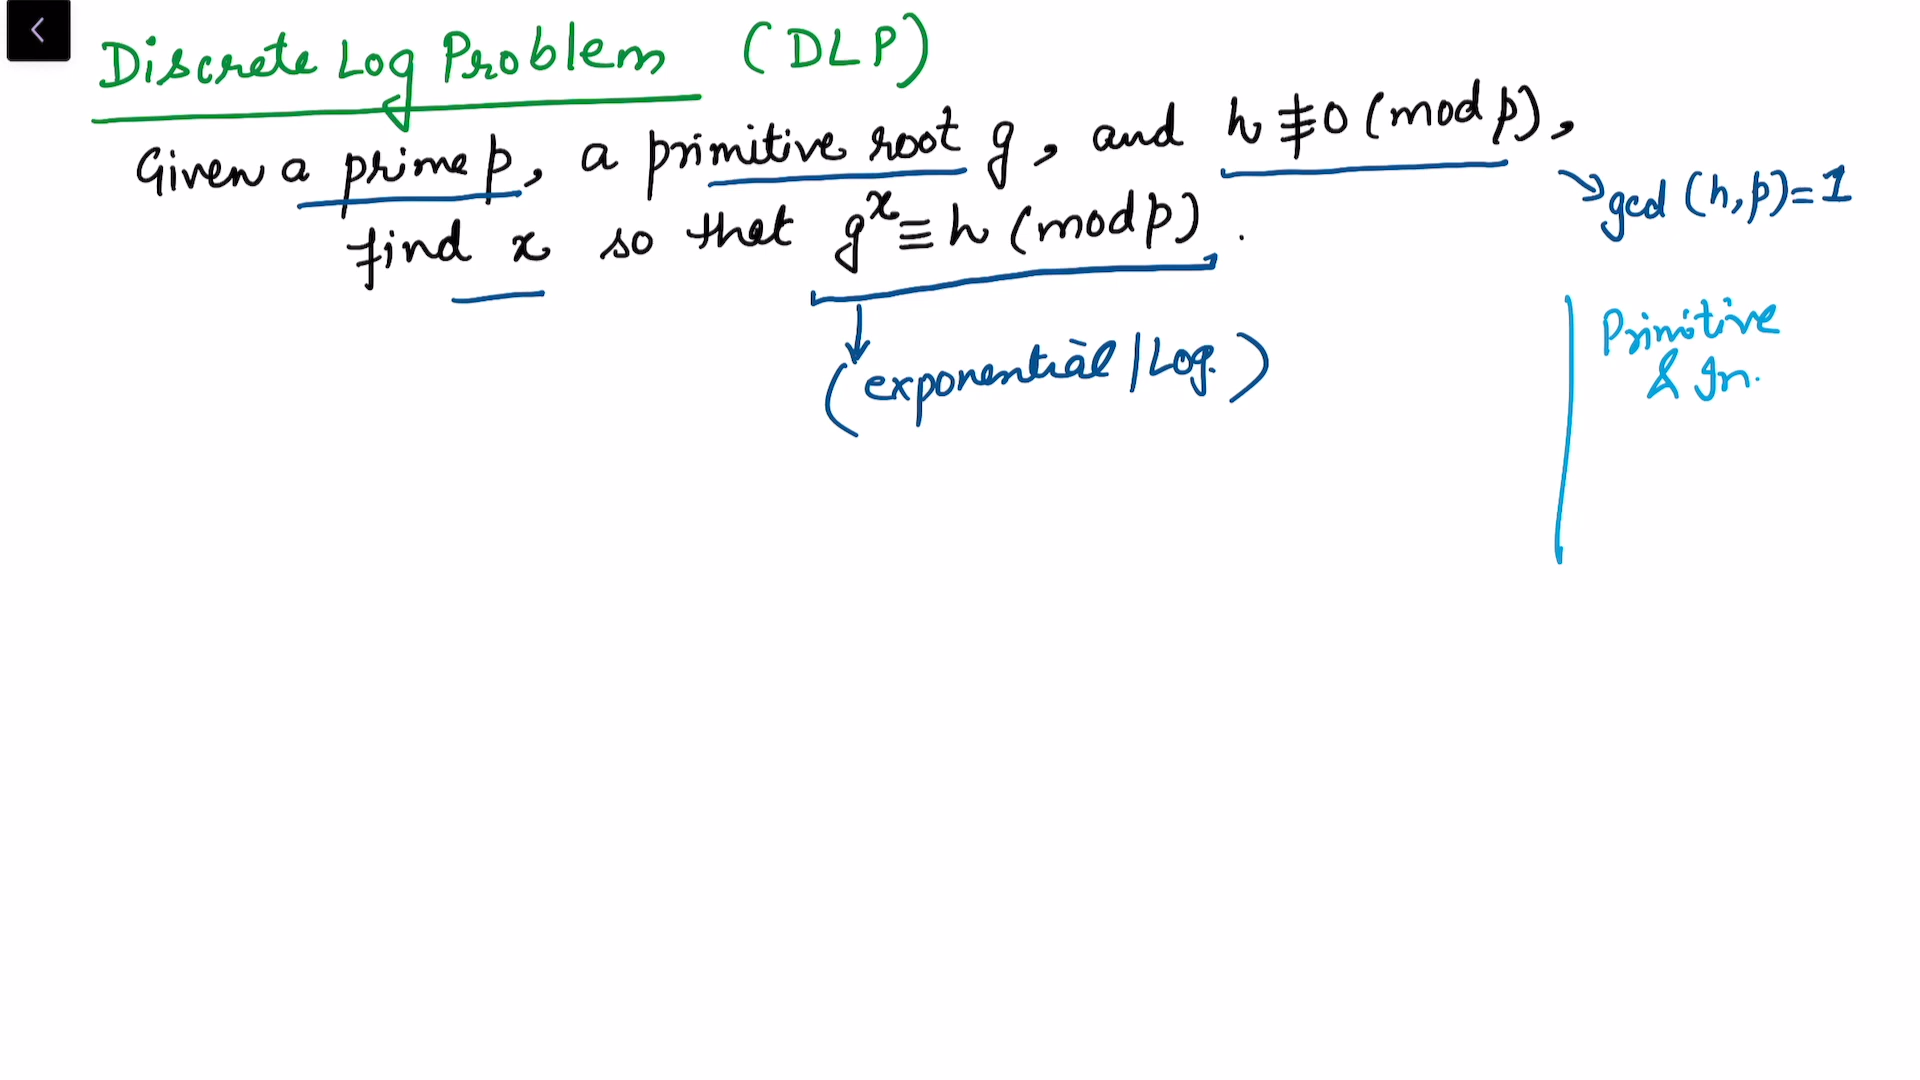 Discrete Log Problem (DLP)
Given a prime p, a primitive root g, and h ≢ 0 (mod p),
→ gcd (h, p) = 1
find x so that g^x ≡ h (mod p).
(exponential / Log.)
Primitive
& In.